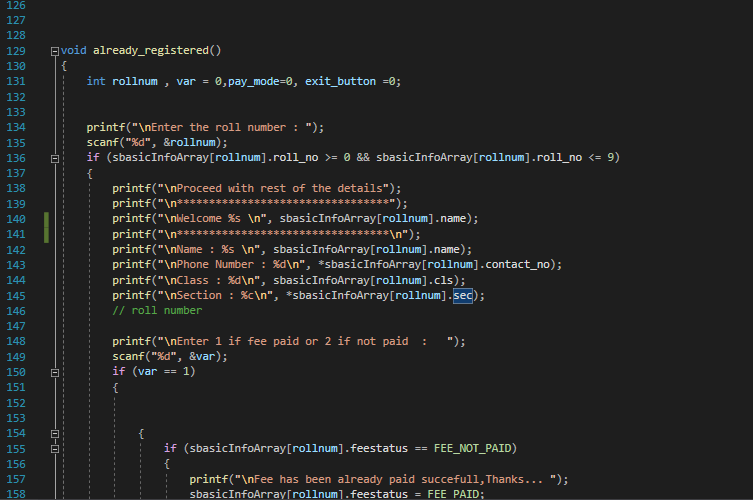 126
127
128
129 void already_registered()
130 {
131 int rollnum , var = 0,pay_mode=0, exit_button =0;
132
133
134 printf("\nEnter the roll number : ");
135 scanf("%d", &rollnum);
136 if (sbasicInfoArray[rollnum].roll_no >= 0 && sbasicInfoArray[rollnum].roll_no <= 9)
137 {
138 printf("\nProceed with rest of the details");
139 printf("\n*********************************");
140 printf("\nWelcome %s \n", sbasicInfoArray[rollnum].name);
141 printf("\n*********************************\n");
142 printf("\nName : %s \n", sbasicInfoArray[rollnum].name);
143 printf("\nPhone Number : %d\n", *sbasicInfoArray[rollnum].contact_no);
144 printf("\nClass : %d\n", sbasicInfoArray[rollnum].cls);
145 printf("\nSection : %c\n", *sbasicInfoArray[rollnum].sec);
146 // roll number
147
148 printf("\nEnter 1 if fee paid or 2 if not paid  :   ");
149 scanf("%d", &var);
150 if (var == 1)
151 {
152
153
154 {
155 if (sbasicInfoArray[rollnum].feestatus == FEE_NOT_PAID)
156 {
157 printf("\nFee has been already paid succefull,Thanks... ");
158 sbasicInfoArray[rollnum].feestatus = FEE_PAID;